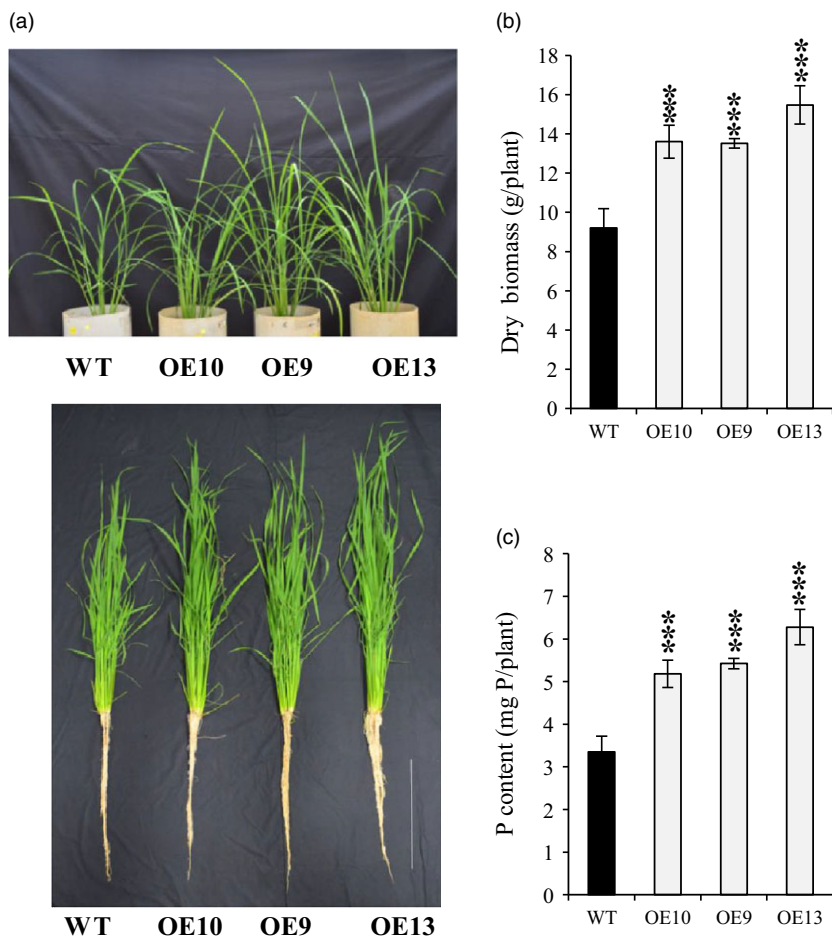 (a)
WT OE10 OE9 OE13
WT OE10 OE9 OE13
(b)
Dry biomass (g/plant)
18
16
14
12
10
8
6
4
2
0
*** *** ***
WT OE10 OE9 OE13
(c)
P content (mg P/plant)
8
7
6
5
4
3
2
1
0
*** *** ***
WT OE10 OE9 OE13